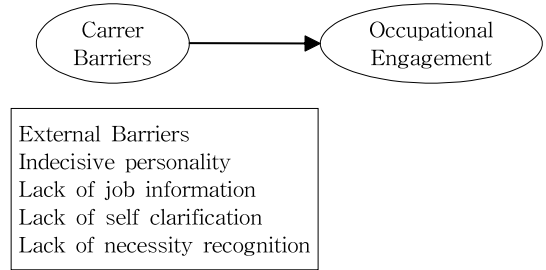 Carrer
Barriers
Occupational
Engagement
External Barriers
Indecisive personality
Lack of job information
Lack of self clarification
Lack of necessity recognition